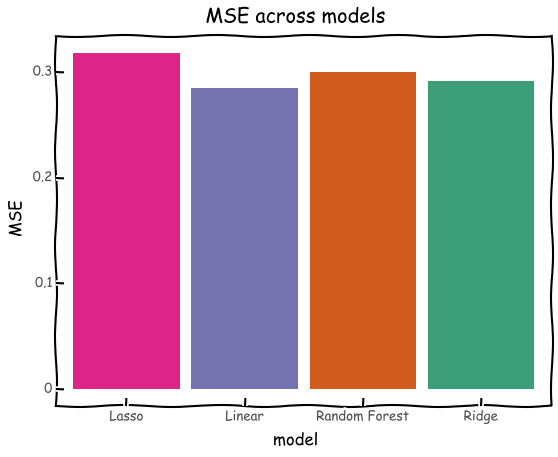 MSE across models
MSE
0.3
0.2
0.1
0
Lasso Linear Random Forest Ridge
model